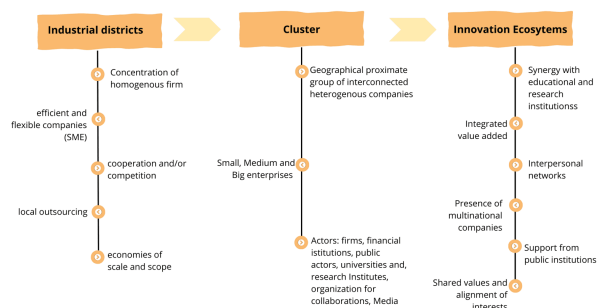 Industrial districts
Concentration of
homogenous firm
efficient and
flexible companies
(SME)
cooperation and/or
competition
local outsourcing
economies of
scale and scope
Cluster
Geographical proximate
group of interconnected
heterogenous companies
Small, Medium and
Big enterprises
Actors: firms, financial
istitutions, public
actors, universities and,
research Institutes,
organization for
collaborations, Media
Innovation Ecosytems
Synergy with
educational and
research
institutionss
Integrated
value added
Interpersonal
networks
Presence of
multinational
companies
Support from
public institutions
Shared values and
alignment of
interests